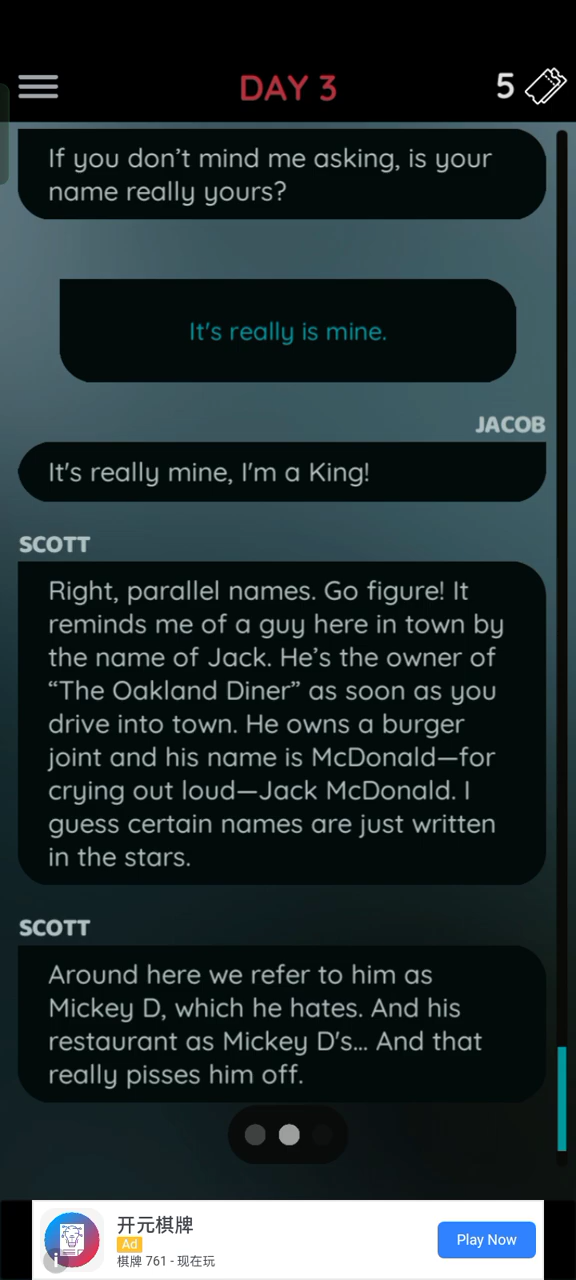 DAY 3
5
If you don’t mind me asking, is your
name really yours?
It's really is mine.
JACOB
It's really mine, I'm a King!
SCOTT
Right, parallel names. Go figure! It
reminds me of a guy here in town by
the name of Jack. He’s the owner of
“The Oakland Diner” as soon as you
drive into town. He owns a burger
joint and his name is McDonald—for
crying out loud—Jack McDonald. I
guess certain names are just written
in the stars.
SCOTT
Around here we refer to him as
Mickey D, which he hates. And his
restaurant as Mickey D's... And that
really pisses him off.
开元棋牌
Ad
棋牌 761 - 现在玩
Play Now